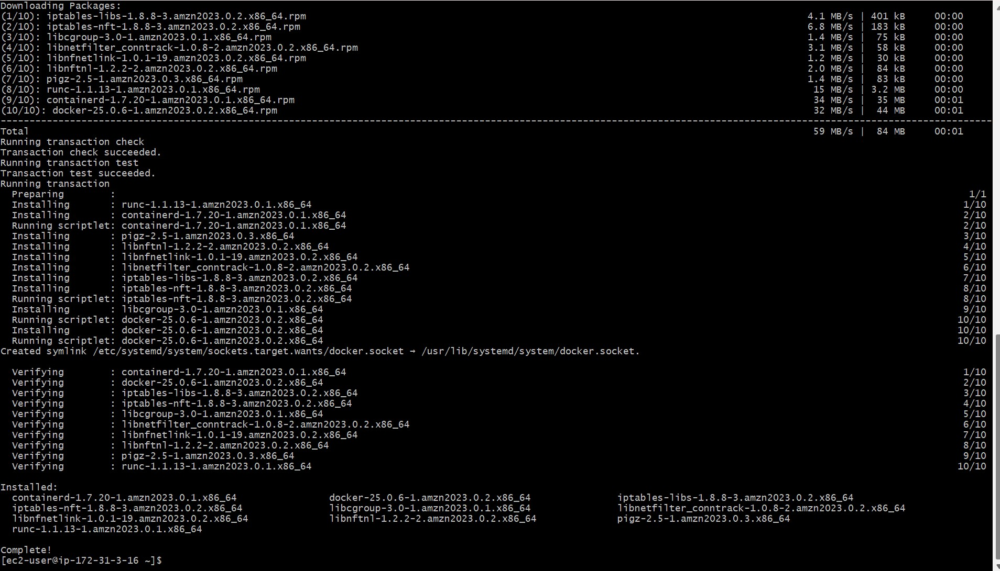 Downloading Packages:
(1/10): iptables-libs-1.8.8-3.amzn2023.0.2.x86_64.rpm 4.1 MB/s | 401 kB 00:00
(2/10): iptables-nft-1.8.8-3.amzn2023.0.2.x86_64.rpm 6.8 MB/s | 183 kB 00:00
(3/10): libcgroup-3.0-1.amzn2023.0.1.x86_64.rpm 1.4 MB/s | 75 kB 00:00
(4/10): libnetfilter_conntrack-1.0.8-2.amzn2023.0.2.x86_64.rpm 3.1 MB/s | 58 kB 00:00
(5/10): libnfnetlink-1.0.1-19.amzn2023.0.2.x86_64.rpm 1.2 MB/s | 30 kB 00:00
(6/10): libnftnl-1.2.2-2.amzn2023.0.2.x86_64.rpm 2.0 MB/s | 84 kB 00:00
(7/10): pigz-2.5-1.amzn2023.0.3.x86_64.rpm 1.4 MB/s | 83 kB 00:00
(8/10): runc-1.1.13-1.amzn2023.0.1.x86_64.rpm 15 MB/s | 3.2 MB 00:00
(9/10): containerd-1.7.20-1.amzn2023.0.1.x86_64.rpm 34 MB/s | 35 MB 00:01
(10/10): docker-25.0.6-1.amzn2023.0.2.x86_64.rpm 32 MB/s | 44 MB 00:01
--------------------------------------------------------------------------------
Total 59 MB/s | 84 MB 00:01
Running transaction check
Transaction check succeeded.
Running transaction test
Transaction test succeeded.
Running transaction
Preparing : 1/1
Installing : runc-1.1.13-1.amzn2023.0.1.x86_64 1/10
Installing : containerd-1.7.20-1.amzn2023.0.1.x86_64 2/10
Running scriptlet: containerd-1.7.20-1.amzn2023.0.1.x86_64 2/10
Installing : pigz-2.5-1.amzn2023.0.3.x86_64 3/10
Installing : libnftnl-1.2.2-2.amzn2023.0.2.x86_64 4/10
Installing : libnfnetlink-1.0.1-19.amzn2023.0.2.x86_64 5/10
Installing : libnetfilter_conntrack-1.0.8-2.amzn2023.0.2.x86_64 6/10
Installing : iptables-libs-1.8.8-3.amzn2023.0.2.x86_64 7/10
Installing : iptables-nft-1.8.8-3.amzn2023.0.2.x86_64 8/10
Running scriptlet: iptables-nft-1.8.8-3.amzn2023.0.2.x86_64 8/10
Installing : libcgroup-3.0-1.amzn2023.0.1.x86_64 9/10
Running scriptlet: docker-25.0.6-1.amzn2023.0.2.x86_64 10/10
Installing : docker-25.0.6-1.amzn2023.0.2.x86_64 10/10
Running scriptlet: docker-25.0.6-1.amzn2023.0.2.x86_64 10/10
Created symlink /etc/systemd/system/sockets.target.wants/docker.socket → /usr/lib/systemd/system/docker.socket.
Verifying : containerd-1.7.20-1.amzn2023.0.1.x86_64 1/10
Verifying : docker-25.0.6-1.amzn2023.0.2.x86_64 2/10
Verifying : iptables-libs-1.8.8-3.amzn2023.0.2.x86_64 3/10
Verifying : iptables-nft-1.8.8-3.amzn2023.0.2.x86_64 4/10
Verifying : libcgroup-3.0-1.amzn2023.0.1.x86_64 5/10
Verifying : libnetfilter_conntrack-1.0.8-2.amzn2023.0.2.x86_64 6/10
Verifying : libnfnetlink-1.0.1-19.amzn2023.0.2.x86_64 7/10
Verifying : libnftnl-1.2.2-2.amzn2023.0.2.x86_64 8/10
Verifying : pigz-2.5-1.amzn2023.0.3.x86_64 9/10
Verifying : runc-1.1.13-1.amzn2023.0.1.x86_64 10/10
Installed:
containerd-1.7.20-1.amzn2023.0.1.x86_64 docker-25.0.6-1.amzn2023.0.2.x86_64 iptables-libs-1.8.8-3.amzn2023.0.2.x86_64
iptables-nft-1.8.8-3.amzn2023.0.2.x86_64 libcgroup-3.0-1.amzn2023.0.1.x86_64 libnetfilter_conntrack-1.0.8-2.amzn2023.0.2.x86_64
libnfnetlink-1.0.1-19.amzn2023.0.2.x86_64 libnftnl-1.2.2-2.amzn2023.0.2.x86_64 pigz-2.5-1.amzn2023.0.3.x86_64
runc-1.1.13-1.amzn2023.0.1.x86_64
Complete!
[ec2-user@ip-172-31-3-16 ~]$